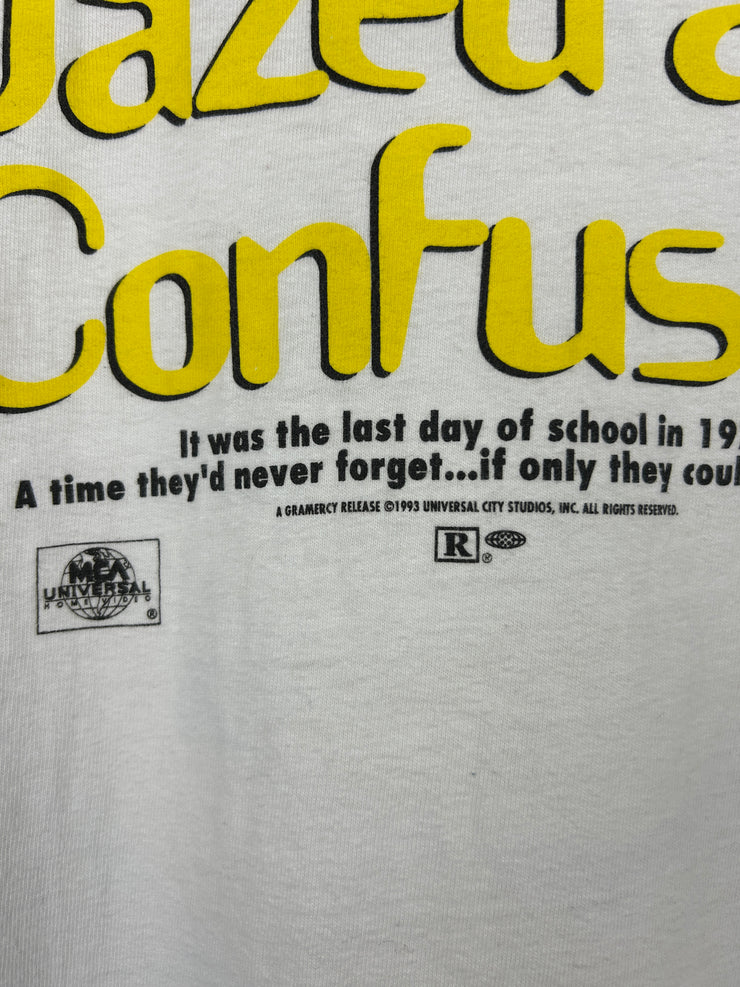 Dazed a
Confus
It was the last day of school in 19
A time they'd never forget...if only they coul
A GRAMERCY RELEASE ©1993 UNIVERSAL CITY STUDIOS, INC. ALL RIGHTS RESERVED.
R ®
MCA
UNIVERSAL
HOME VIDEO
®